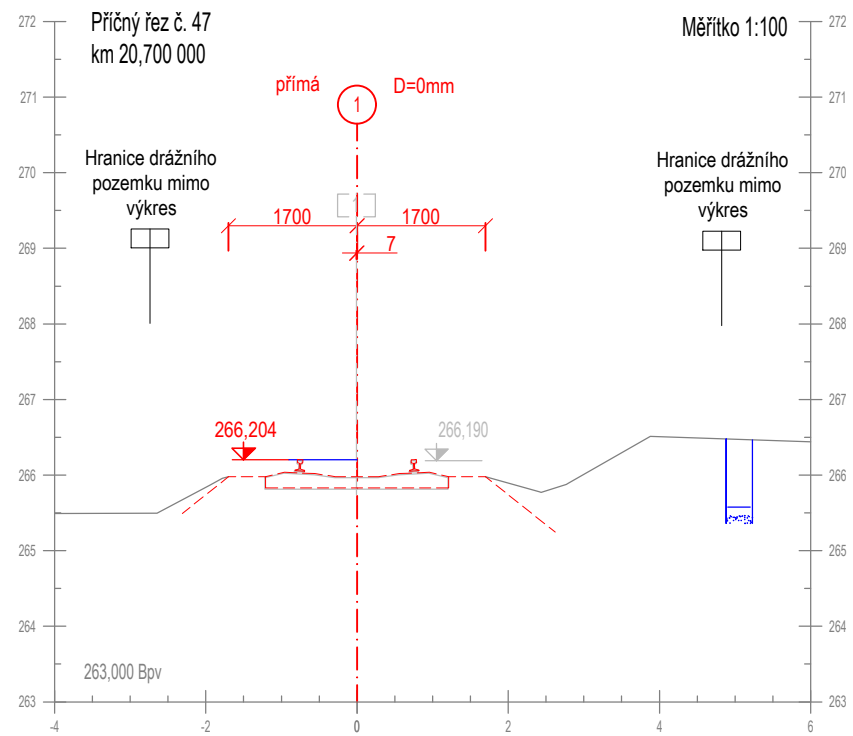 Příčný řez č. 47
km 20,700 000
Měřítko 1:100
přímá
1
D=0mm
Hranice drážního
pozemku mimo
výkres
Hranice drážního
pozemku mimo
výkres
1
1700
1700
7
266,204
266,190
263,000 Bpv
272
271
270
269
268
267
266
265
264
263
272
271
270
269
268
267
266
265
264
263
-4
-2
0
2
4
6